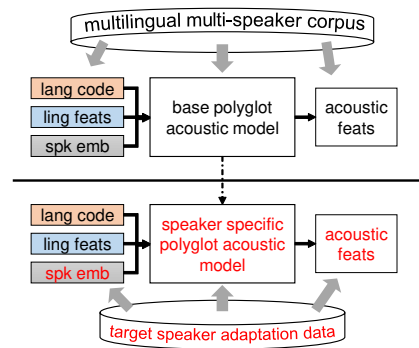 multilingual multi-speaker corpus
lang code
ling feats
spk emb
base polyglot
acoustic model
acoustic
feats
lang code
ling feats
spk emb
speaker specific
polyglot acoustic
model
acoustic
feats
target speaker adaptation data